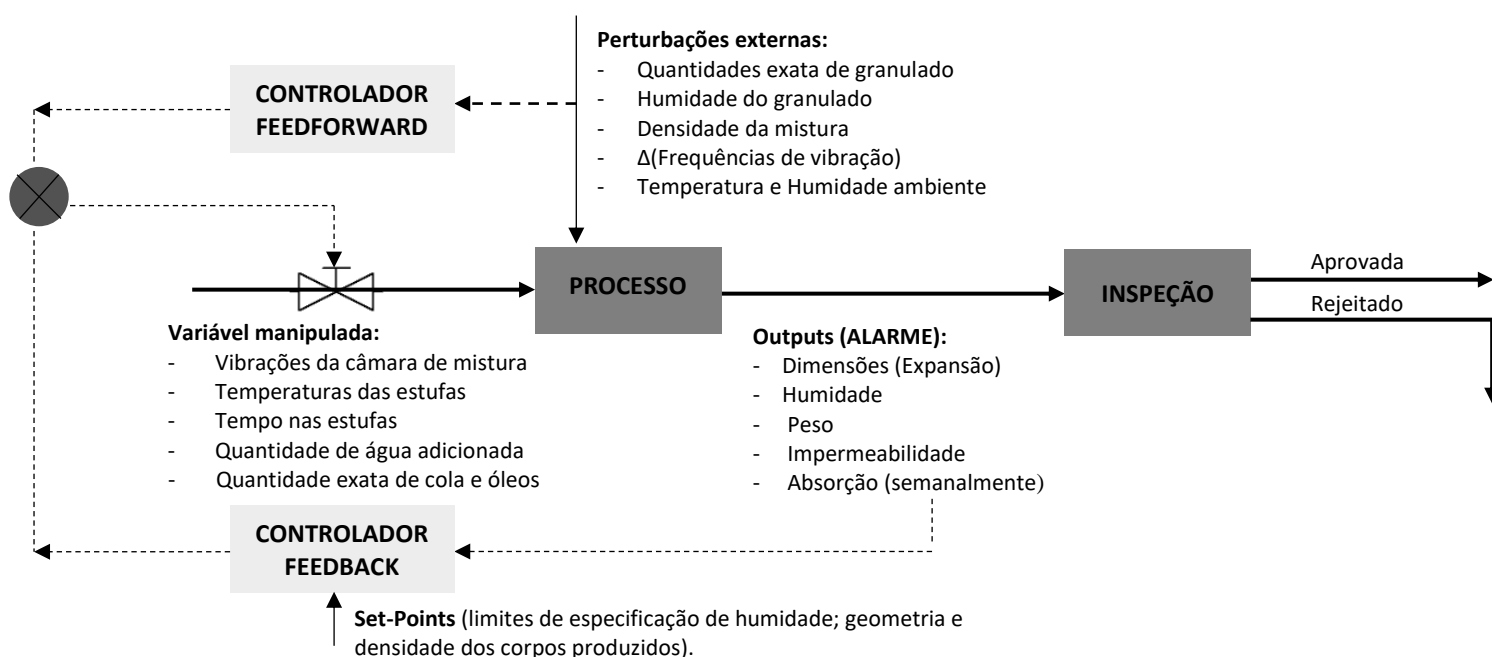 Perturbações externas:
- Quantidades exata de granulado
- Humidade do granulado
- Densidade da mistura
- Δ(Frequências de vibração)
- Temperatura e Humidade ambiente
CONTROLADOR
FEEDFORWARD
PROCESSO
INSPEÇÃO
Aprovada
Rejeitado
Variável manipulada:
- Vibrações da câmara de mistura
- Temperaturas das estufas
- Tempo nas estufas
- Quantidade de água adicionada
- Quantidade exata de cola e óleos
Outputs (ALARME):
- Dimensões (Expansão)
- Humidade
- Peso
- Impermeabilidade
- Absorção (semanalmente)
CONTROLADOR
FEEDBACK
Set-Points (limites de especificação de humidade; geometria e
densidade dos corpos produzidos).